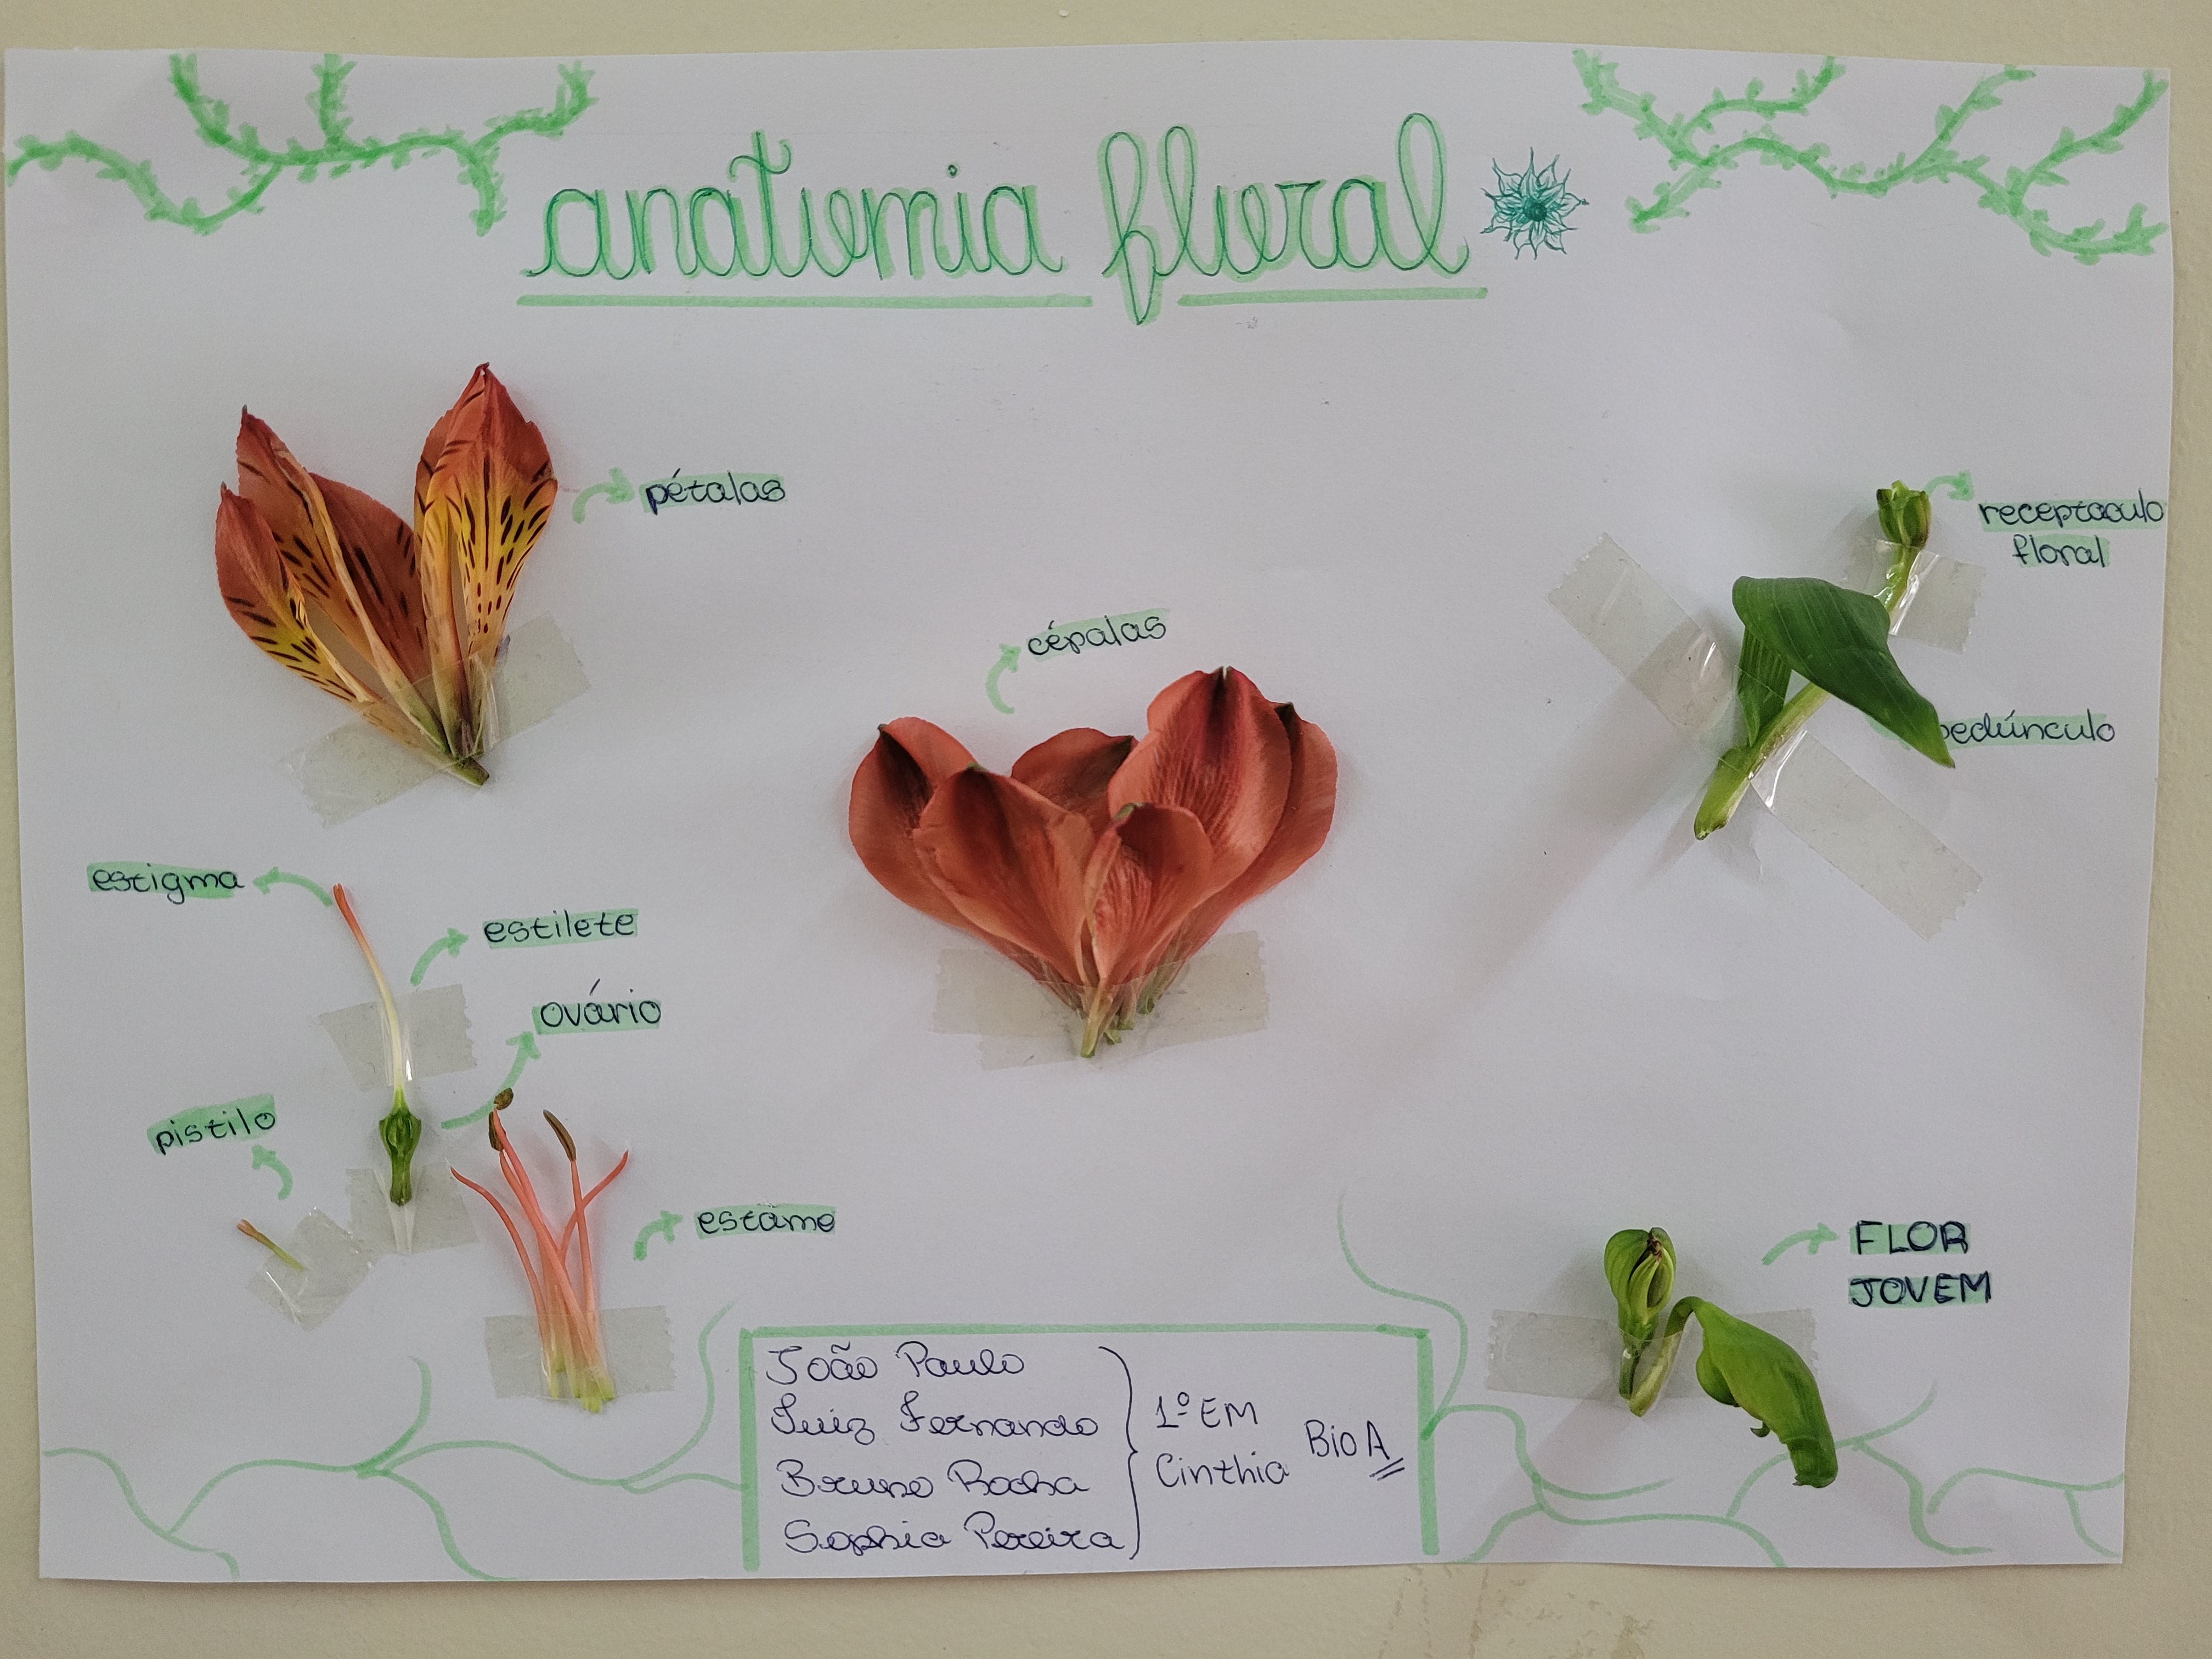 anatomia floral
pétalas
receptaculo
floral
cépalas
pedúnculo
estigma
estilete
ovário
pistilo
estame
FLOR
JOVEM
João Paulo
Luiz Fernando
Bruno Rocha
Sophia Pereira
1º EM
Cinthia
Bio A